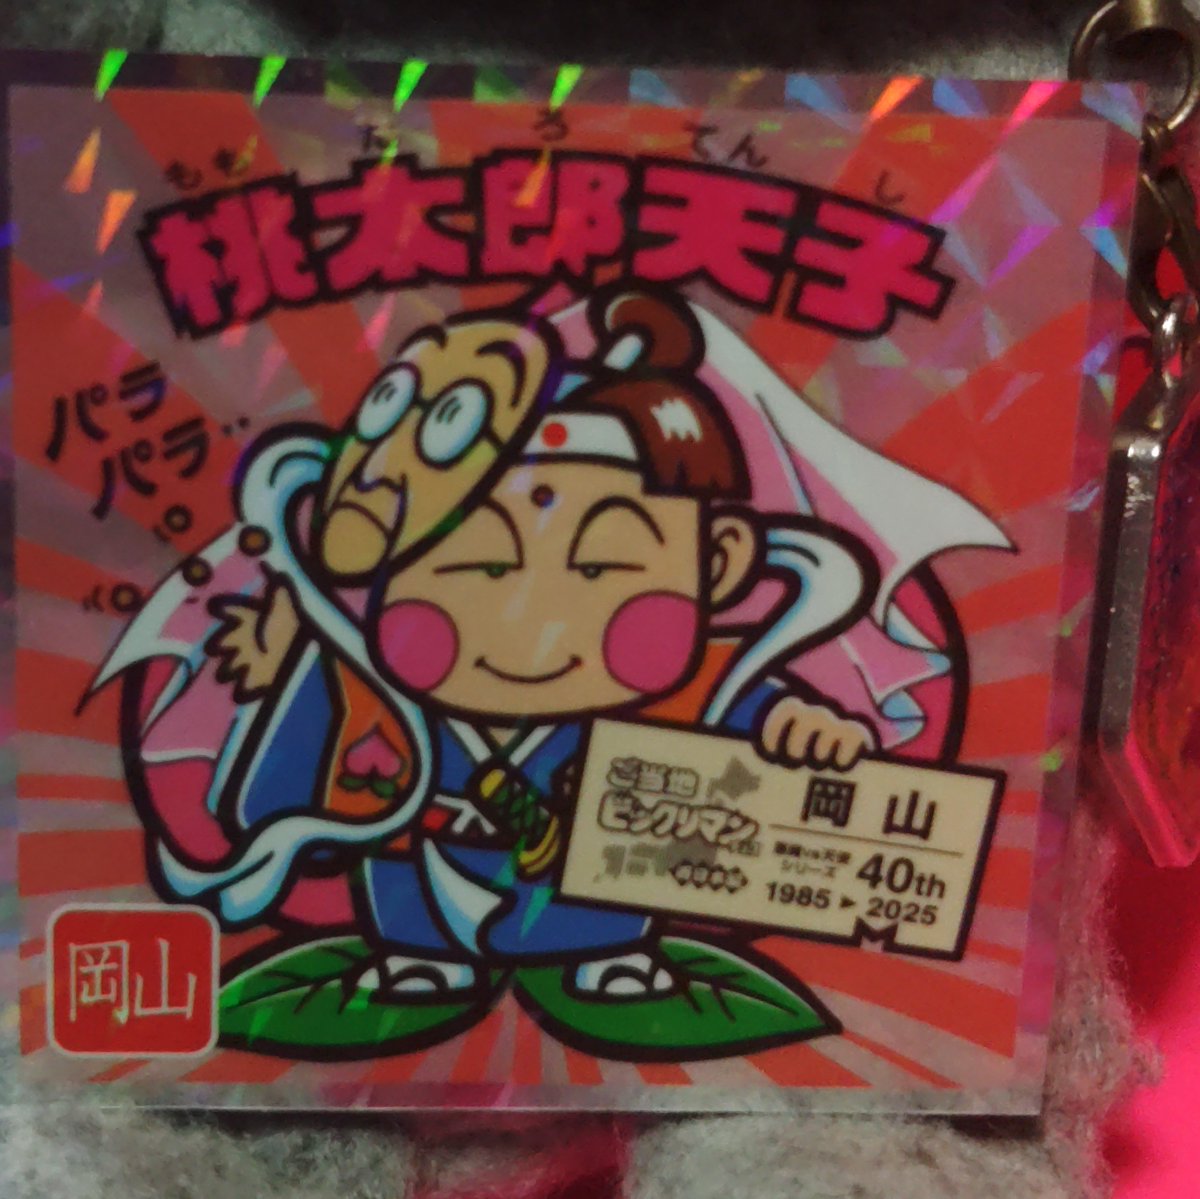 ももたろてんし
桃太郎天子
パラ
パラ‥
ご当地
ビックリマン
岡山
悪魔vs天使
シリーズ
40th
1985▶2025
岡山